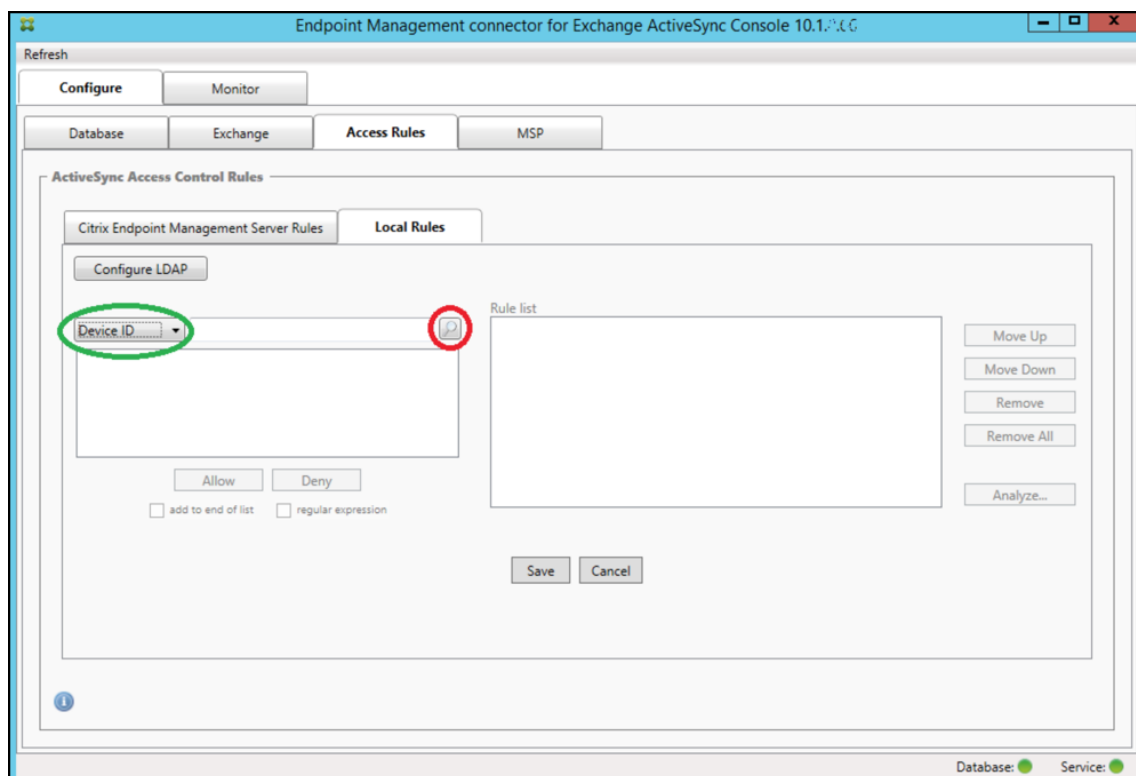 Endpoint Management connector for Exchange ActiveSync Console 10.1.
Refresh
Configure Monitor
Database Exchange Access Rules MSP
ActiveSync Access Control Rules
Citrix Endpoint Management Server Rules Local Rules
Configure LDAP
Rule list
Device ID
Move Up
Move Down
Remove
Remove All
Allow Deny
Analyze...
add to end of list regular expression
Save Cancel
Database: Service: